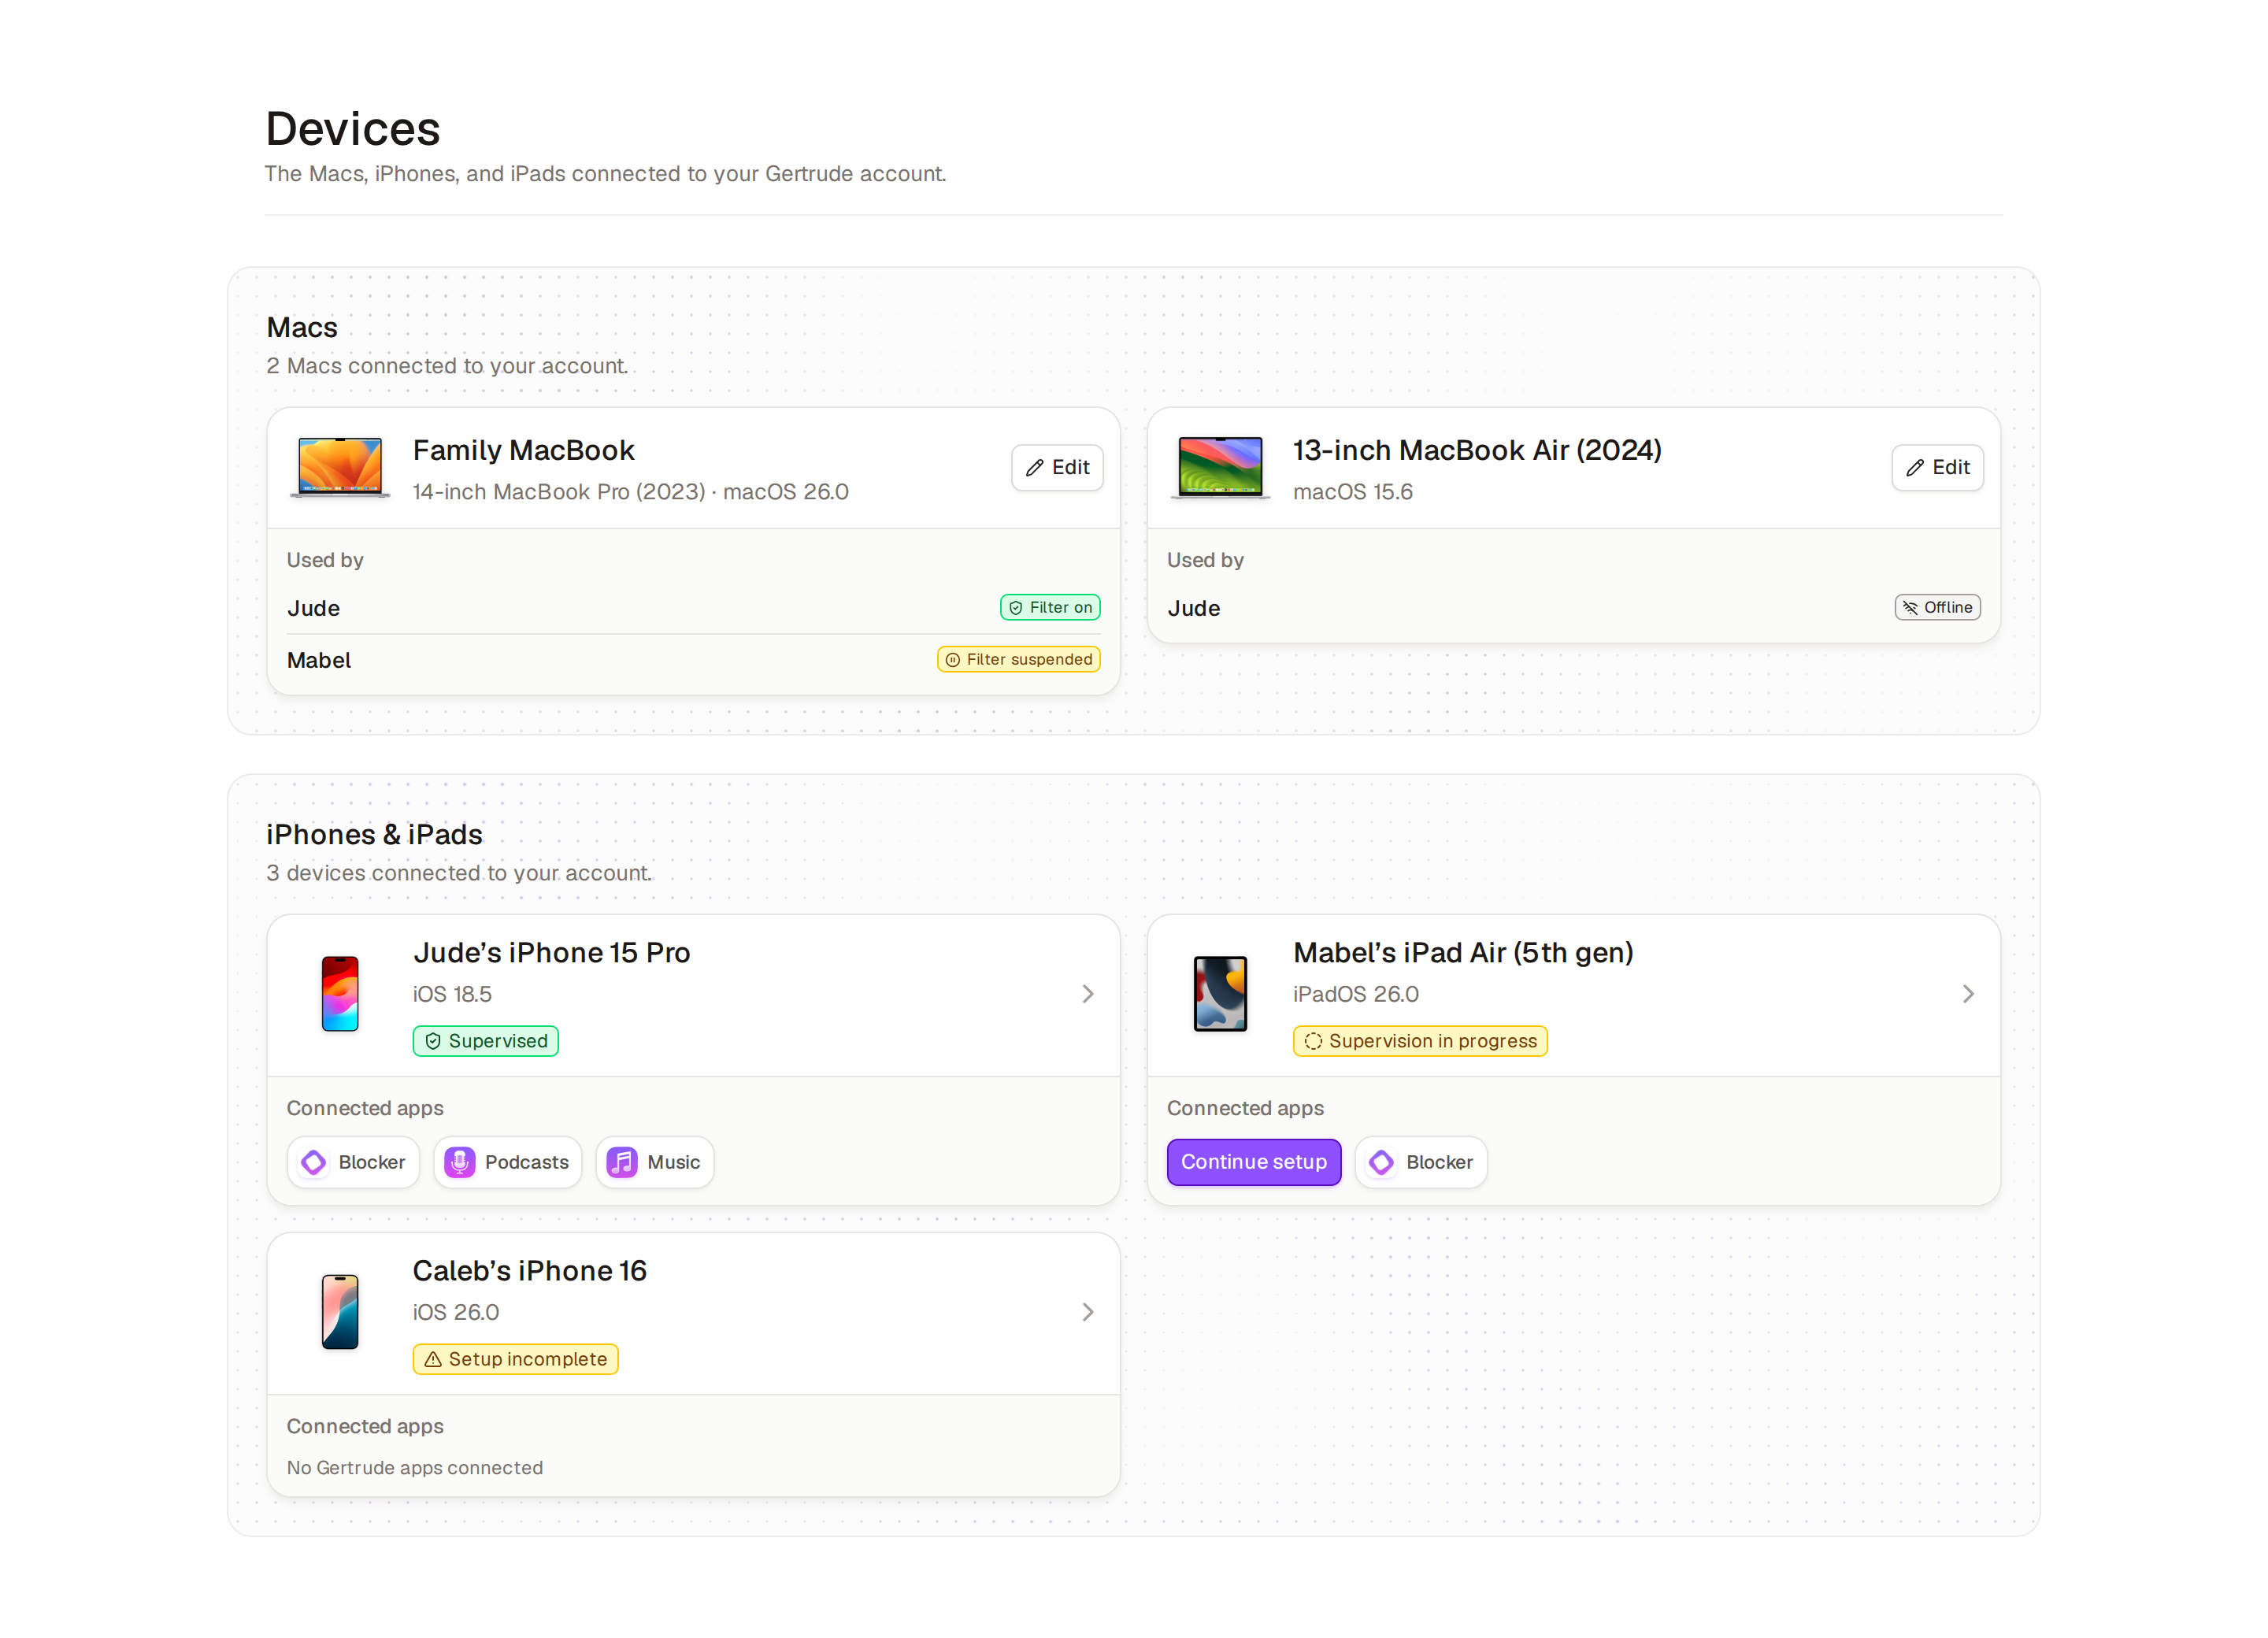 Devices
The Macs, iPhones, and iPads connected to your Gertrude account.
Macs
2 Macs connected to your account.
Family MacBook
14-inch MacBook Pro (2023) · macOS 26.0
Edit
Used by
Jude
Filter on
Mabel
Filter suspended
13-inch MacBook Air (2024)
macOS 15.6
Edit
Used by
Jude
Offline
iPhones & iPads
3 devices connected to your account.
Jude’s iPhone 15 Pro
iOS 18.5
Supervised
Connected apps
Blocker Podcasts Music
Mabel’s iPad Air (5th gen)
iPadOS 26.0
Supervision in progress
Connected apps
Continue setup Blocker
Caleb’s iPhone 16
iOS 26.0
Setup incomplete
Connected apps
No Gertrude apps connected